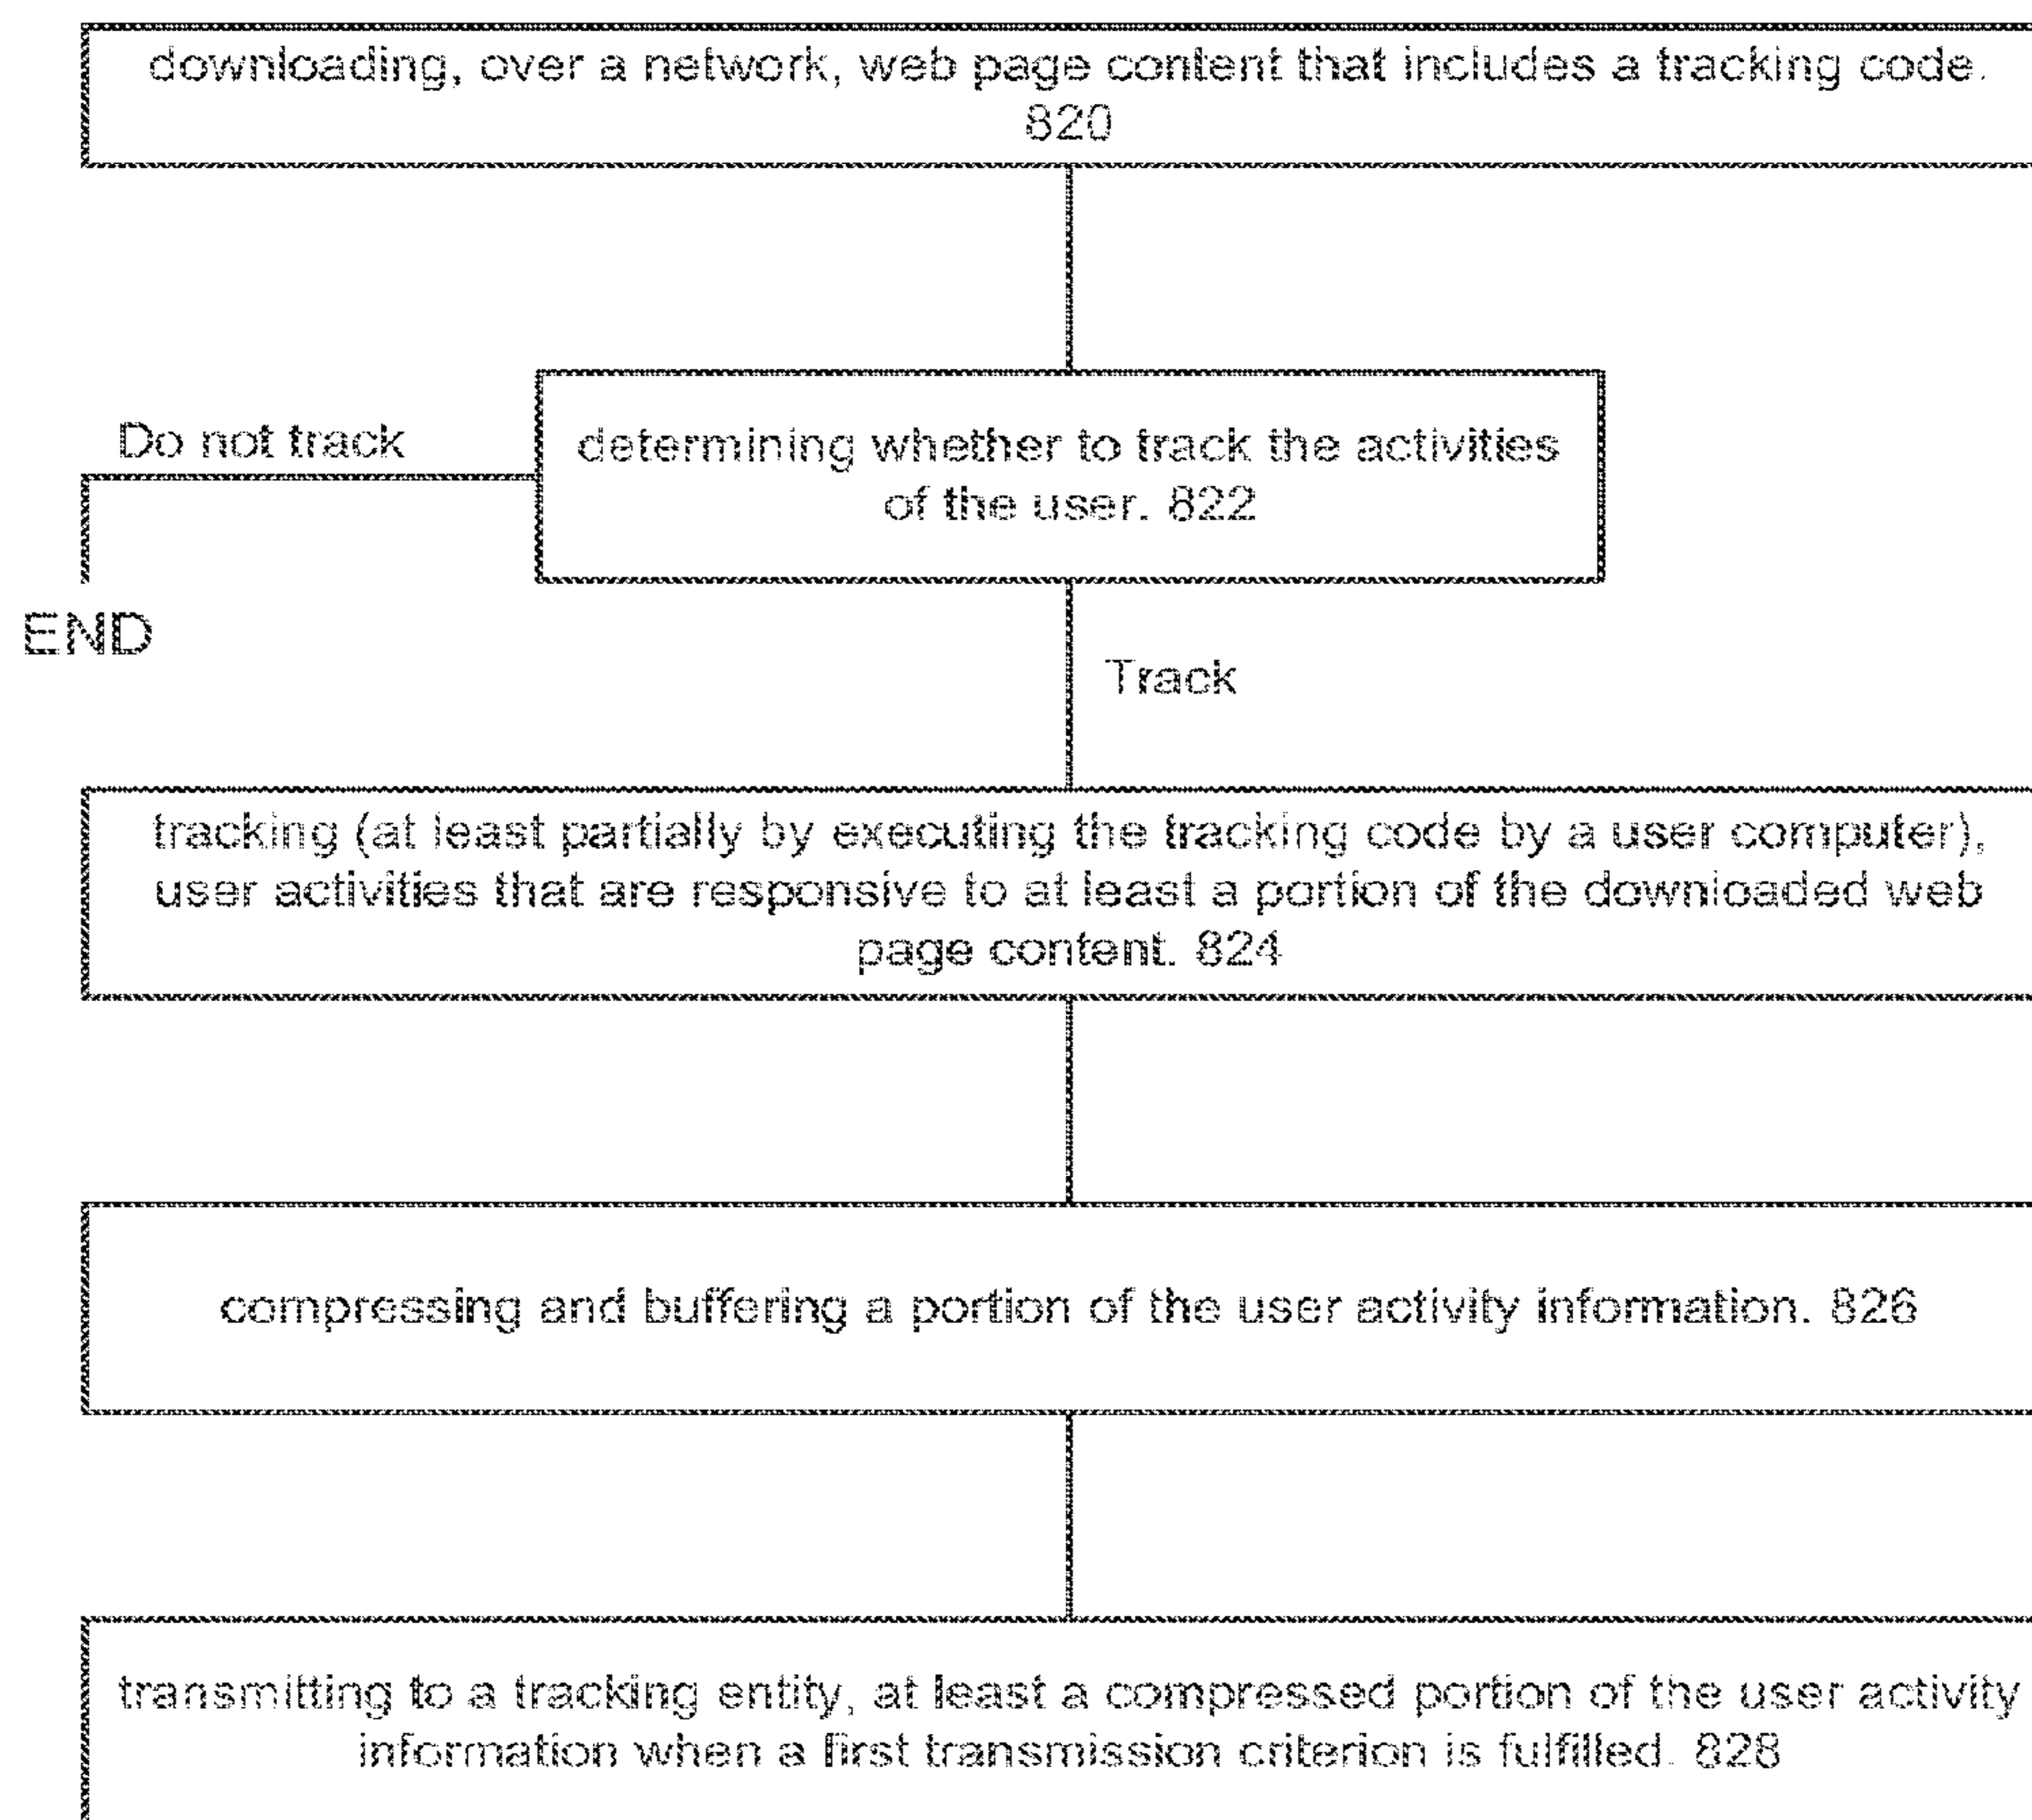 downloading, over a network, web page content that includes a tracking code.
820
Do not track
determining whether to track the activities
of the user. 822
END
Track
tracking (at least partially by executing the tracking code by a user computer),
user activities that are responsive to at least a portion of the downloaded web
page content. 824
compressing and buffering a portion of the user activity information. 826
transmitting to a tracking entity, at least a compressed portion of the user activity
information when a first transmission criterion is fulfilled. 828